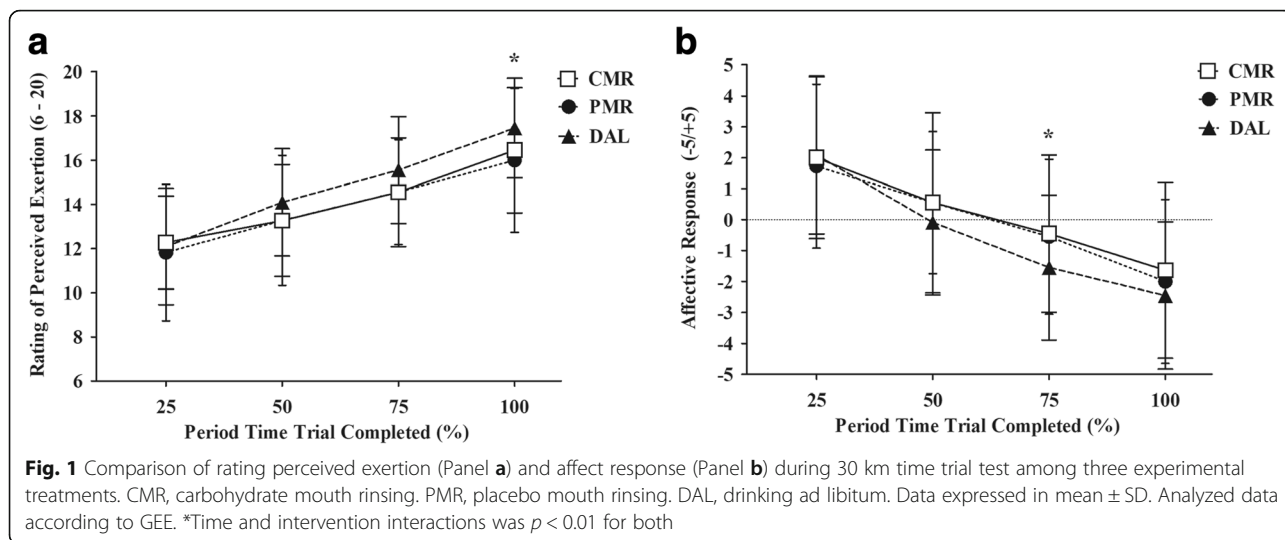 a
*
20
18
16
14
12
10
8
6
Rating of Perceived Exertion (6 - 20)
CMR
PMR
DAL
25 50 75 100
Period Time Trial Completed (%)
b
5
4
3
2
1
0
-1
-2
-3
-4
-5
Affective Response (-5/+5)
*
CMR
PMR
DAL
25 50 75 100
Period Time Trial Completed (%)
Fig. 1 Comparison of rating perceived exertion (Panel a) and affect response (Panel b) during 30 km time trial test among three experimental
treatments. CMR, carbohydrate mouth rinsing. PMR, placebo mouth rinsing. DAL, drinking ad libitum. Data expressed in mean ± SD. Analyzed data
according to GEE. *Time and intervention interactions was p < 0.01 for both